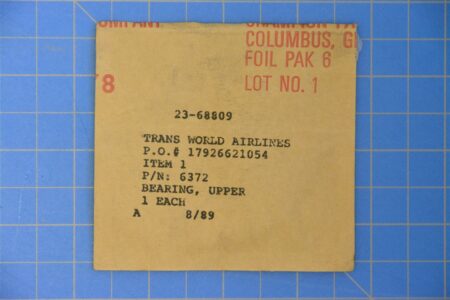 COLUMBUS, G
FOIL PAK 6
8
LOT NO. 1
23-68809
TRANS WORLD AIRLINES
P.O.# 17926621054
ITEM 1
P/N: 6372
BEARING, UPPER
1 EACH
A 8/89